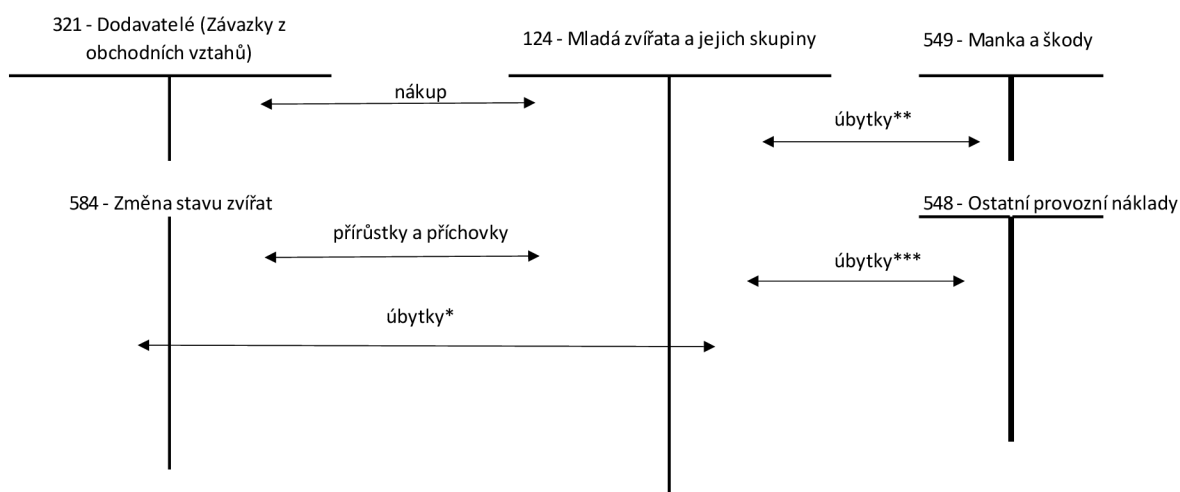 321 - Dodavatelé (Závazky z
obchodních vztahů)
124 - Mladá zvířata a jejich skupiny
549 - Manka a škody
nákup
úbytky**
584 - Změna stavu zvířat
548 - Ostatní provozní náklady
přírůstky a příchovky
úbytky***
úbytky*